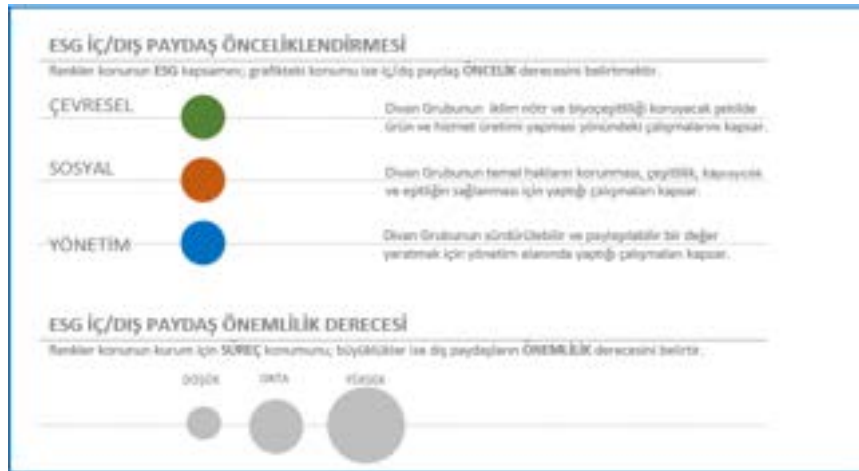 ESG İÇ/DIŞ PAYDAŞ ÖNCELİKLENDİRMESİ
Renkler konunun ESG kapsamını; grafikteki konumu ise iç/dış paydaş ÖNCELİK derecesini belirtmektedir.
ÇEVRESEL
Divan Grubunun iklim nötr ve biyoçeşitliliği koruyacak şekilde
ürün ve hizmet üretimi yapması yönündeki çalışmalarını kapsar.
SOSYAL
Divan Grubunun temel hakların korunması, çeşitlilik, kapsayıcılık
ve eşitliğin sağlanması için yaptığı çalışmaları kapsar.
YÖNETİM
Divan Grubunun sürdürülebilir ve paylaşılabilir bir değer
yaratmak için yönetim alanında yaptığı çalışmaları kapsar.
ESG İÇ/DIŞ PAYDAŞ ÖNEMLİLİK DERECESİ
Renkler konunun kurum için SÜREÇ konumunu; büyüklükler ise dış paydaşların ÖNEMLİLİK derecesini belirtir.
DÜŞÜK ORTA YÜKSEK